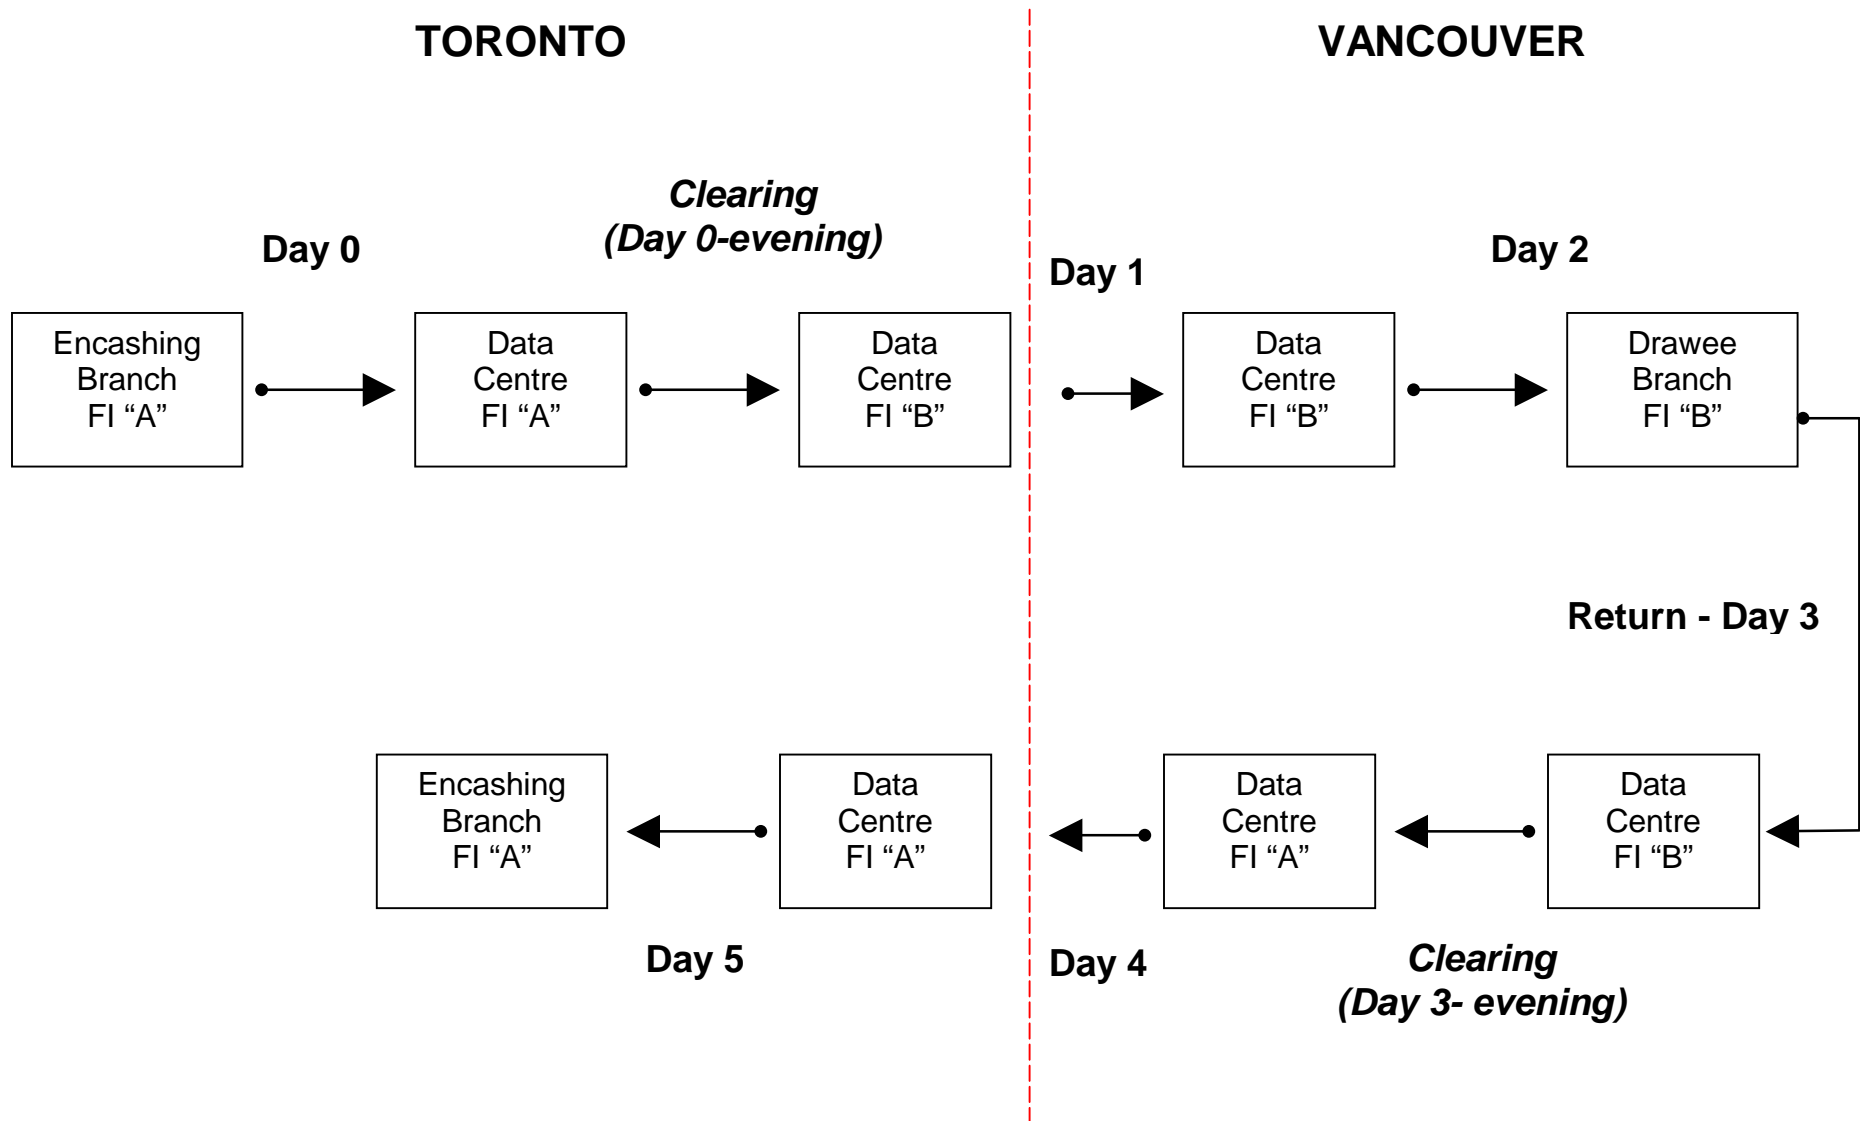 TORONTO
VANCOUVER
Clearing
(Day 0-evening)
Day 0
Day 1
Day 2
Encashing
Branch
FI “A”
Data
Centre
FI “A”
Data
Centre
FI “B”
Data
Centre
FI “B”
Drawee
Branch
FI “B”
Return - Day 3
Encashing
Branch
FI “A”
Data
Centre
FI “A”
Data
Centre
FI “A”
Data
Centre
FI “B”
Day 5
Day 4
Clearing
(Day 3- evening)